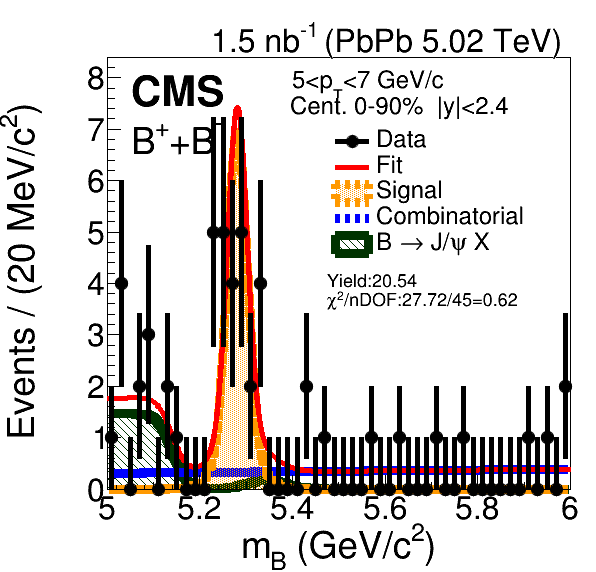 1.5 nb⁻¹ (PbPb 5.02 TeV)
CMS
B⁺+B⁻
5<p_T<7 GeV/c
Cent. 0-90% |y|<2.4
Data
Fit
Signal
Combinatorial
B → J/ψ X
Yield:20.54
χ²/nDOF:27.72/45=0.62
Events / (20 MeV/c²)
8
7
6
5
4
3
2
1
0
5 5.2 5.4 5.6 5.8 6
m_B (GeV/c²)